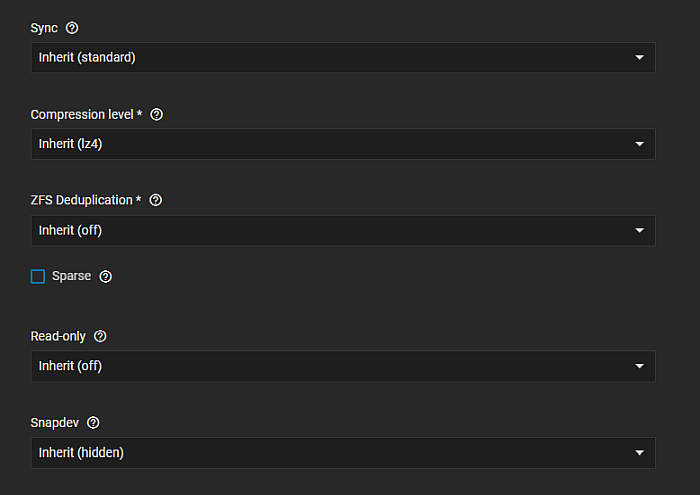 Sync
Inherit (standard)
Compression level *
Inherit (lz4)
ZFS Deduplication *
Inherit (off)
Sparse
Read-only
Inherit (off)
Snapdev
Inherit (hidden)